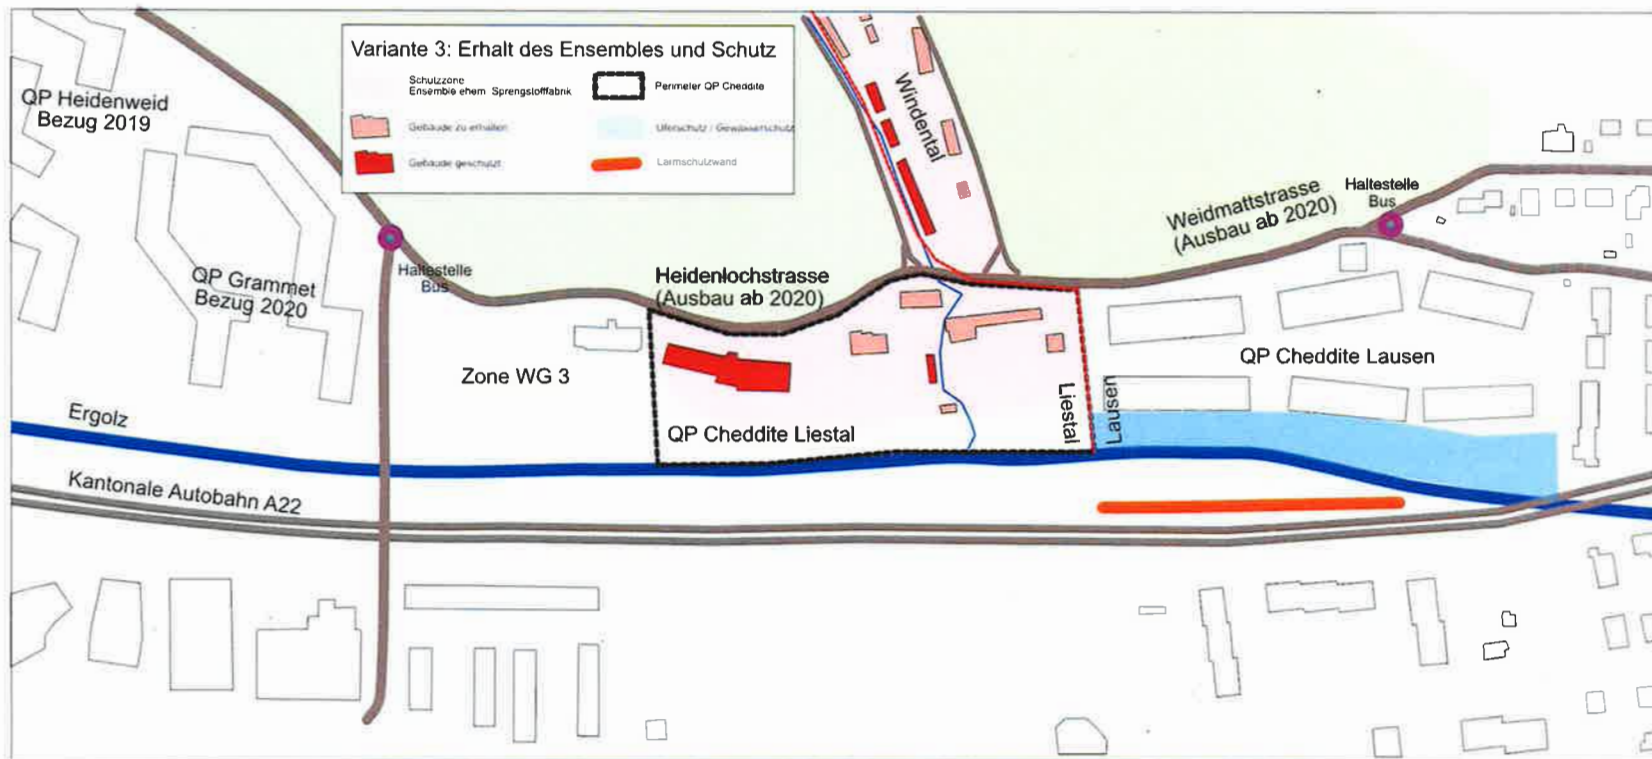 Variante 3: Erhalt des Ensembles und Schutz
Schutzzone
Ensemble ehem Sprengstofffabrik
Perimeter QP Cheddite
Gebäude zu erhalten
Uferschutz / Gewässerschutz
Gebäude geschützt
Lärmschutzwand
QP Heidenweid
Bezug 2019
Windental
Weidmattstrasse
(Ausbau ab 2020)
Haltestelle
Bus
QP Grammet
Bezug 2020
Haltestelle
Bus
Heidenlochstrasse
(Ausbau ab 2020)
Zone WG 3
QP Cheddite Lausen
Liestal
Lausen
Ergolz
QP Cheddite Liestal
Kantonale Autobahn A22